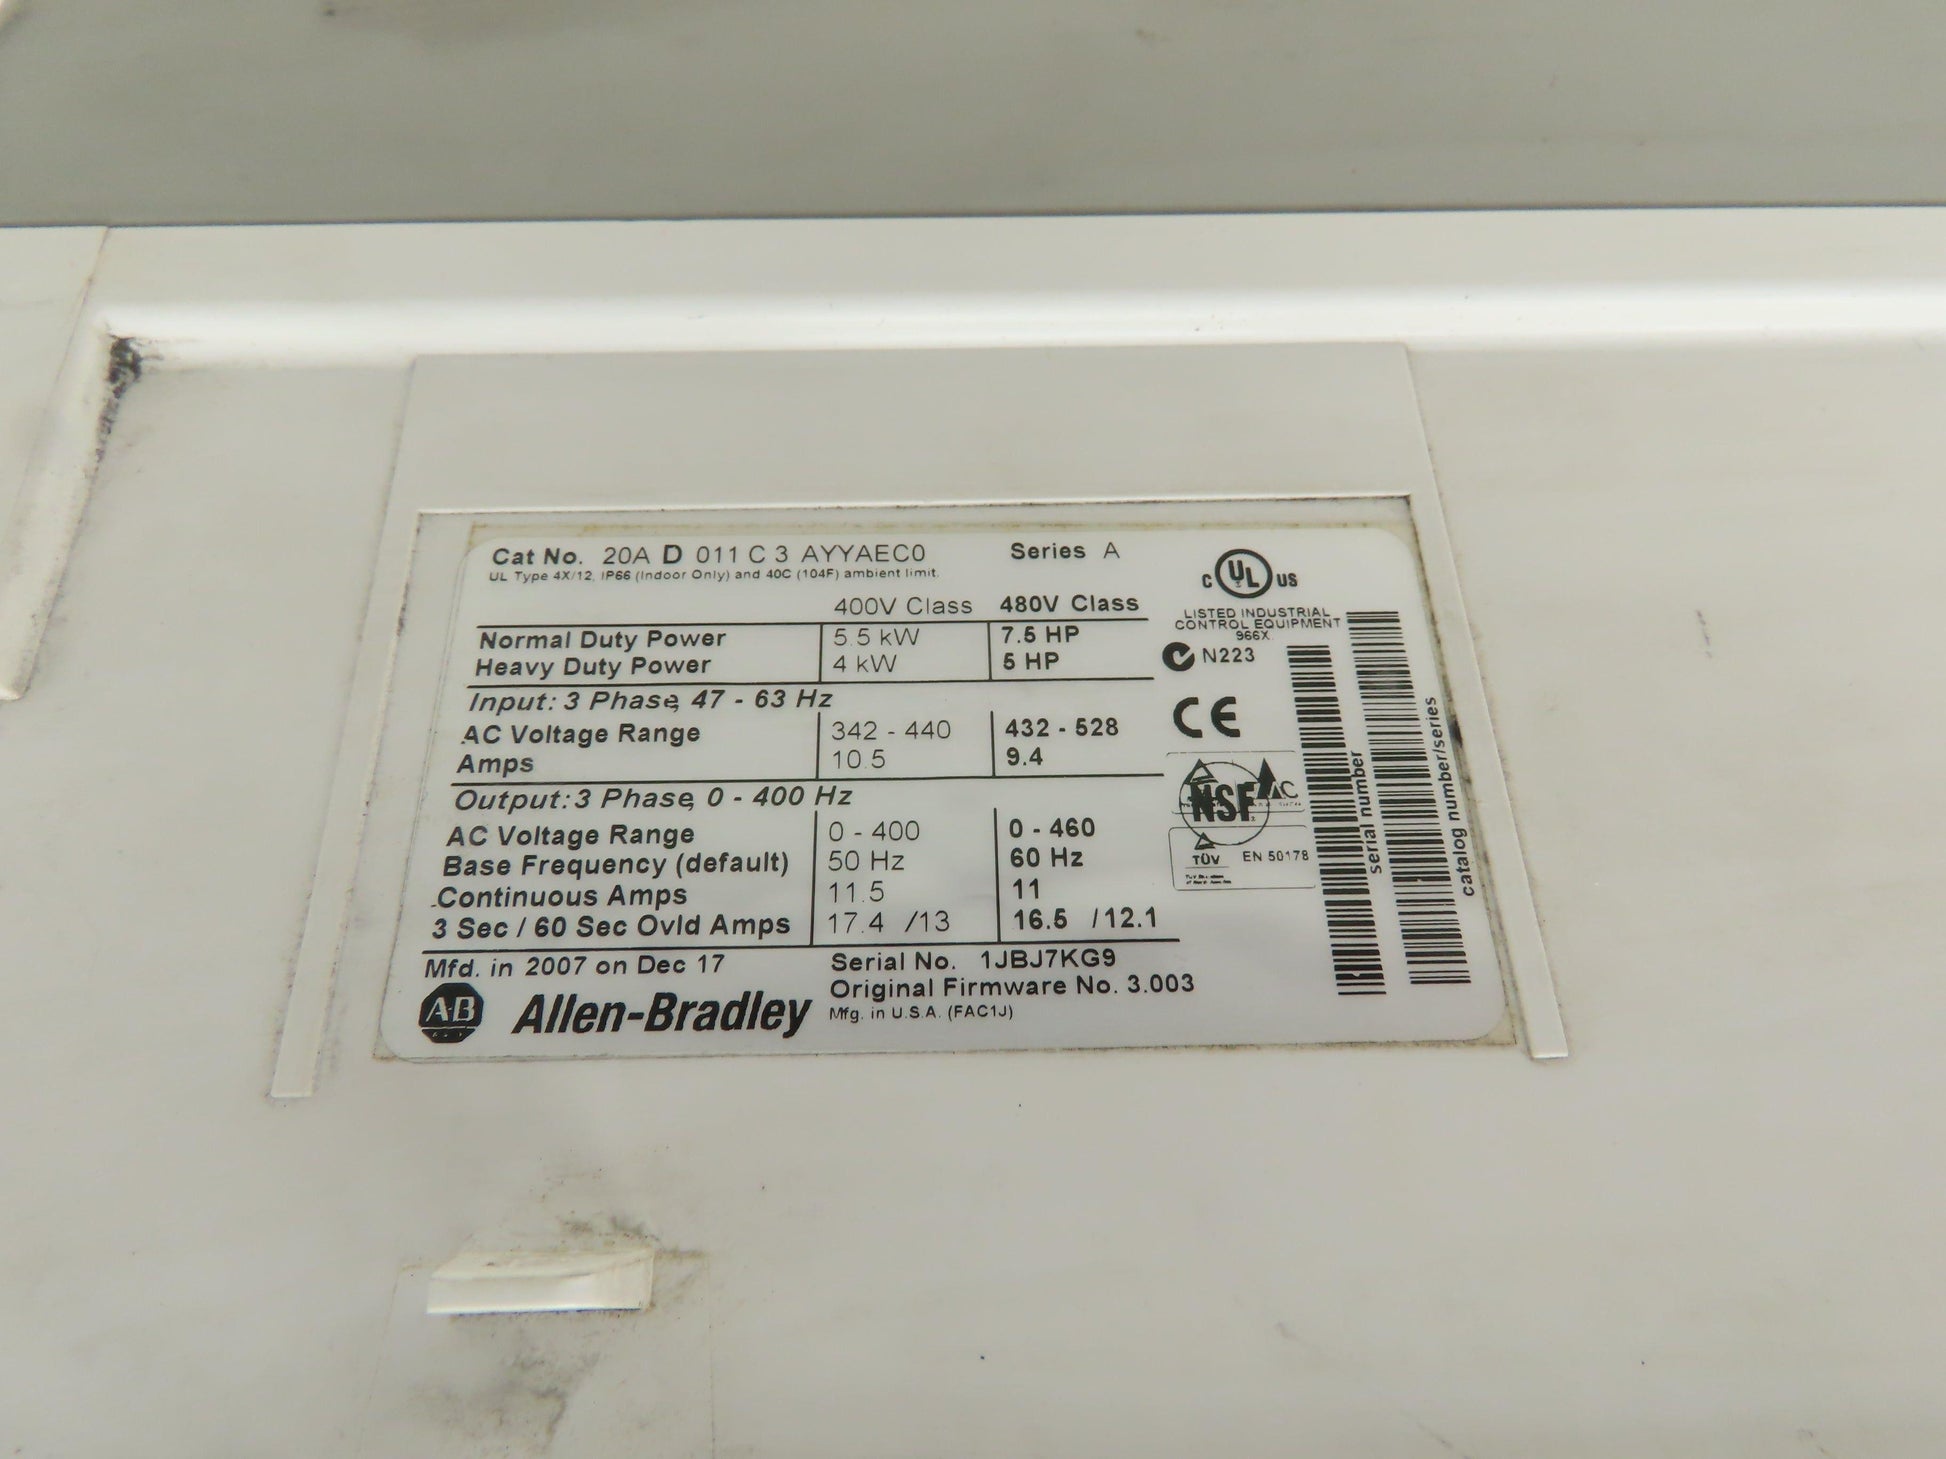 Cat No. 20A D 011 C 3 AYYAEC0 Series A
UL Type 4X/12, IP66 (Indoor Only) and 40C (104F) ambient limit.
400V Class 480V Class
Normal Duty Power 5.5 kW 7.5 HP
Heavy Duty Power 4 kW 5 HP
Input: 3 Phase, 47 - 63 Hz
AC Voltage Range 342 - 440 432 - 528
Amps 10.5 9.4
Output: 3 Phase, 0 - 400 Hz
AC Voltage Range 0 - 400 0 - 460
Base Frequency (default) 50 Hz 60 Hz
Continuous Amps 11.5 11
3 Sec / 60 Sec Ovld Amps 17.4 /13 16.5 /12.1
Mfd. in 2007 on Dec 17 Serial No. 1JBJ7KG9
Original Firmware No. 3.003
Mfg. in U.S.A. (FAC1J)
AB Allen-Bradley
C UL US
LISTED INDUSTRIAL
CONTROL EQUIPMENT
966X
N223
CE
NSF
TÜV EN 50178
serial number
catalog number/series